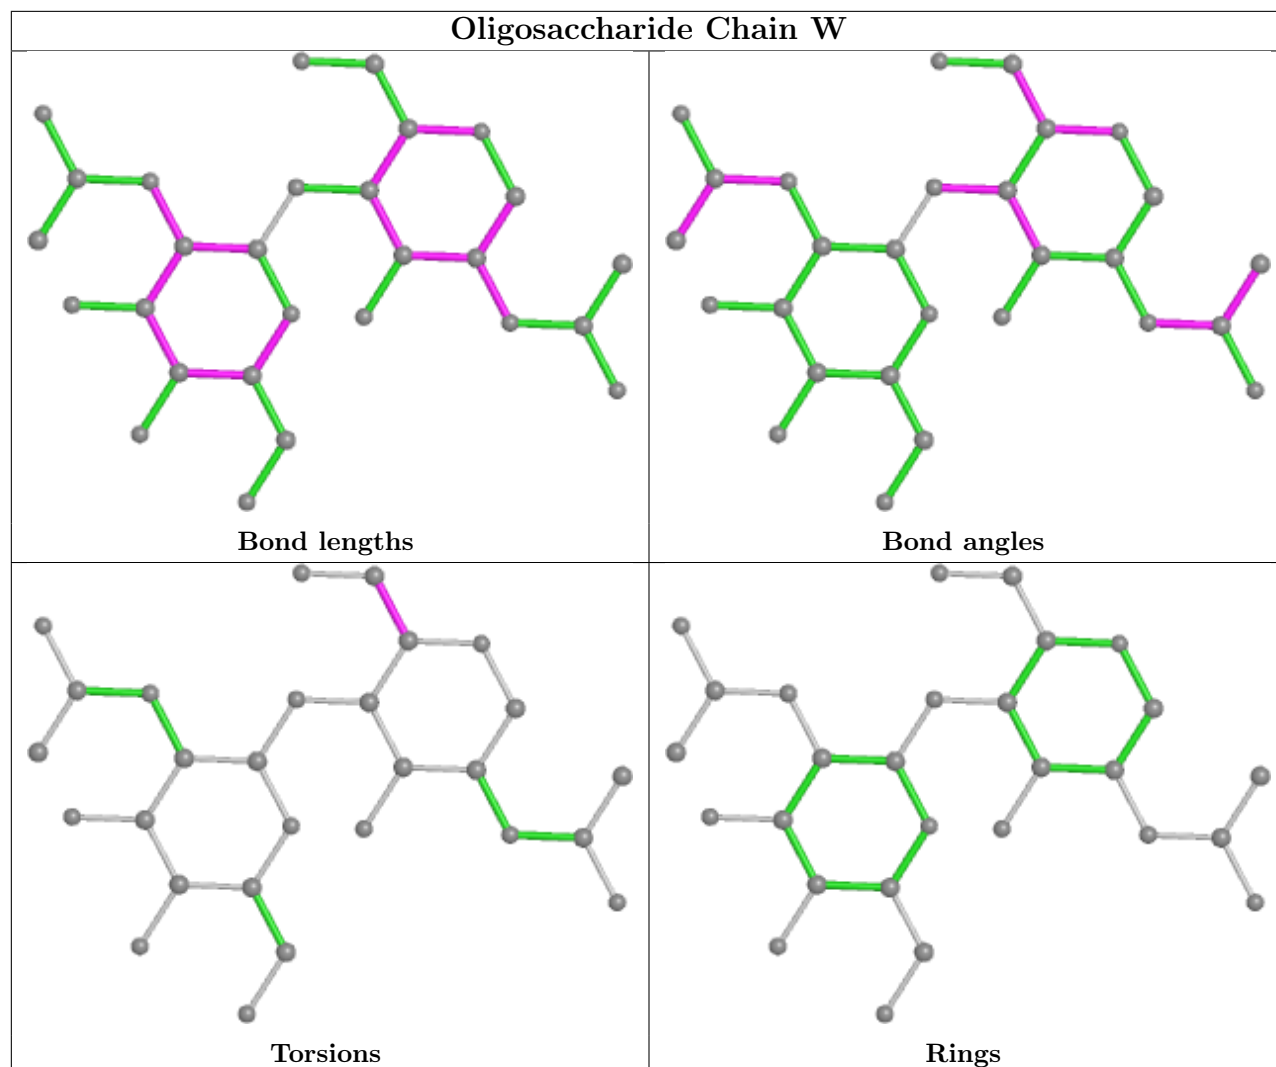 Oligosaccharide Chain W
Bond lengths
Bond angles
Torsions
Rings